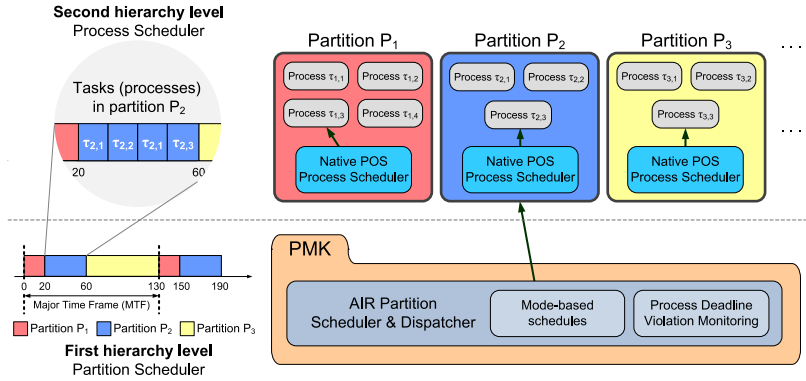 Second hierarchy level
Process Scheduler
Tasks (processes)
in partition P2
τ2,1 τ2,2 τ2,1 τ2,3
20 60
0 20 60 130 150 190
Major Time Frame (MTF)
Partition P1 Partition P2 Partition P3
First hierarchy level
Partition Scheduler
Partition P1
Process τ1,1 Process τ1,2
Process τ1,3 Process τ1,4
Native POS
Process Scheduler
Partition P2
Process τ2,1 Process τ2,2
Process τ2,3
Native POS
Process Scheduler
Partition P3
Process τ3,1 Process τ3,2
Process τ3,3
Native POS
Process Scheduler
...
...
PMK
AIR Partition
Scheduler & Dispatcher
Mode-based
schedules
Process Deadline
Violation Monitoring